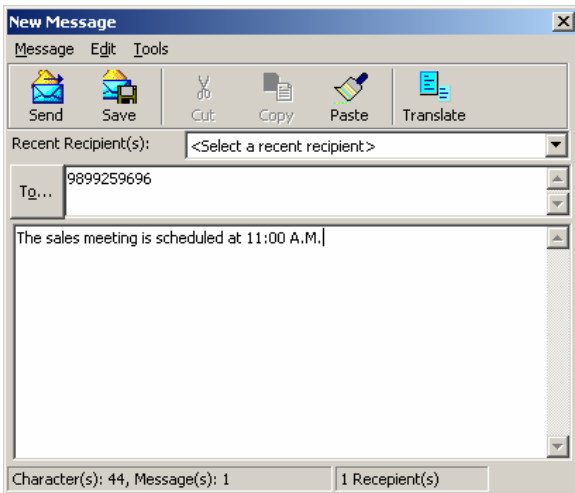 New Message
Message Edit Tools
Send Save Cut Copy Paste Translate
Recent Recipient(s): <Select a recent recipient>
To... 9899259696
The sales meeting is scheduled at 11:00 A.M.
Character(s): 44, Message(s): 1 1 Recepient(s)